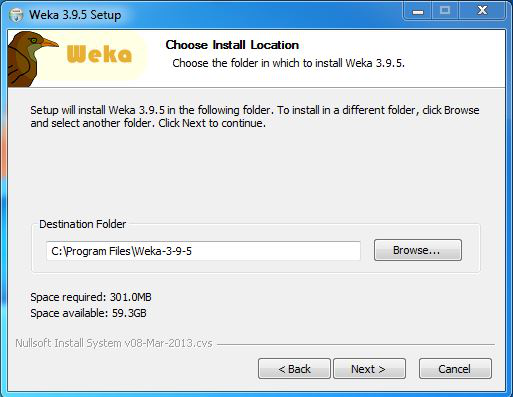 Weka 3.9.5 Setup
Weka
Choose Install Location
Choose the folder in which to install Weka 3.9.5.
Setup will install Weka 3.9.5 in the following folder. To install in a different folder, click Browse
and select another folder. Click Next to continue.
Destination Folder
C:\Program Files\Weka-3-9-5
Browse...
Space required: 301.0MB
Space available: 59.3GB
Nullsoft Install System v08-Mar-2013.cvs
< Back
Next >
Cancel